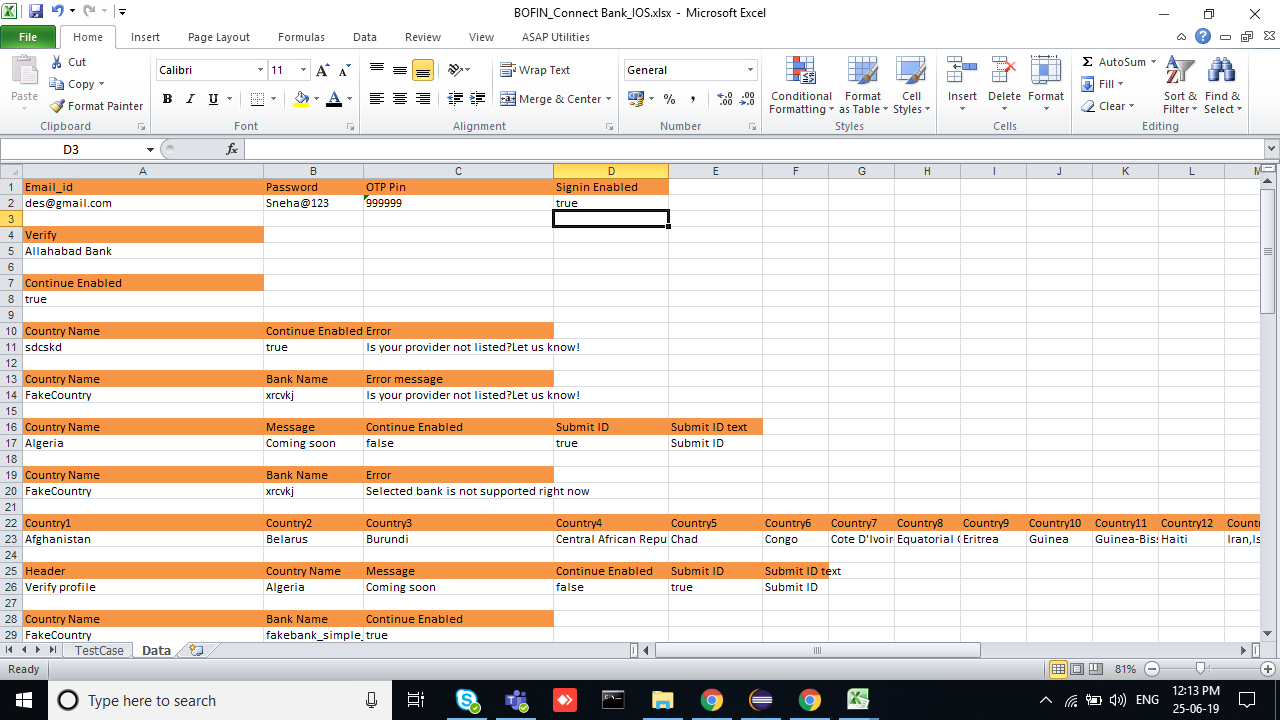 BOFIN_Connect Bank_IOS.xlsx - Microsoft Excel
File Home Insert Page Layout Formulas Data Review View ASAP Utilities
Paste Cut Copy Format Painter Clipboard
Calibri 11 B I U A A A Font
Wrap Text Merge & Center Alignment
General % , Number
Conditional Formatting Format as Table Cell Styles Styles
Insert Delete Format Cells
Σ AutoSum Fill Clear Sort & Filter Find & Select Editing
D3 fx
A B C D E F G H I J K L M
1 Email_id Password OTP Pin Signin Enabled
2 des@gmail.com Sneha@123 999999 true
3
4 Verify
5 Allahabad Bank
6
7 Continue Enabled
8 true
9
10 Country Name Continue Enabled Error
11 sdcskd true Is your provider not listed?Let us know!
12
13 Country Name Bank Name Error message
14 FakeCountry xrcvkj Is your provider not listed?Let us know!
15
16 Country Name Message Continue Enabled Submit ID Submit ID text
17 Algeria Coming soon false true Submit ID
18
19 Country Name Bank Name Error
20 FakeCountry xrcvkj Selected bank is not supported right now
21
22 Country1 Country2 Country3 Country4 Country5 Country6 Country7 Country8 Country9 Country10 Country11 Country12 Countr
23 Afghanistan Belarus Burundi Central African Repu Chad Congo Cote D'Ivoir Equatorial G Eritrea Guinea Guinea-Biss Haiti Iran,Is
24
25 Header Country Name Message Continue Enabled Submit ID Submit ID text
26 Verify profile Algeria Coming soon false true Submit ID
27
28 Country Name Bank Name Continue Enabled
29 FakeCountry fakebank_simple_ true
TestCase Data
Ready 81%
Type here to search ENG 12:13 PM
25-06-19